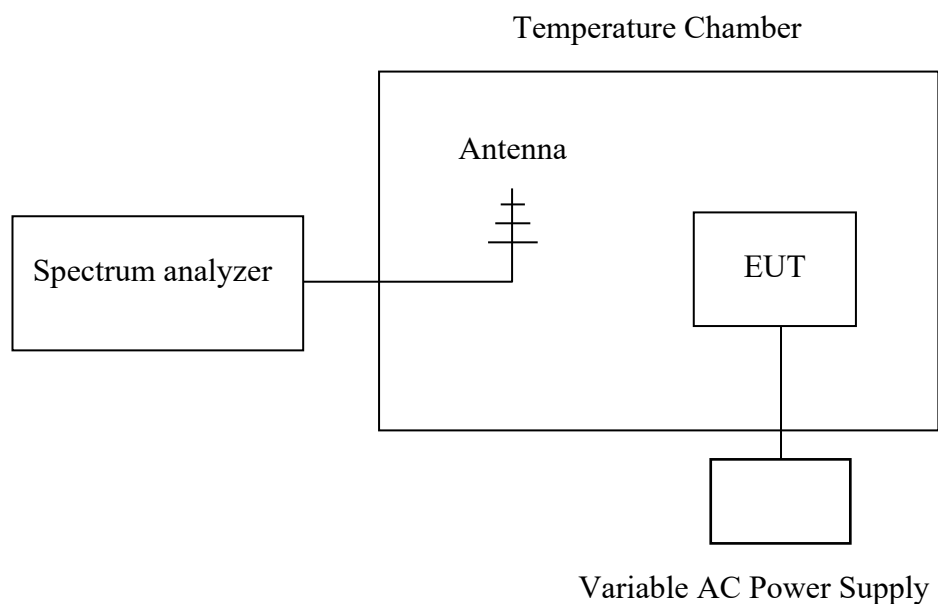 Temperature Chamber
Antenna
Spectrum analyzer
EUT
Variable AC Power Supply